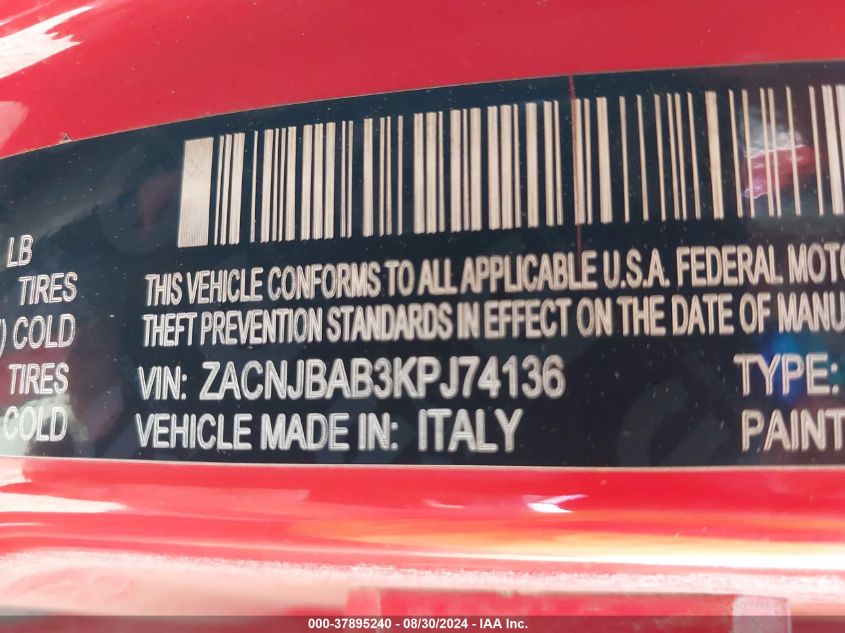 LB
TIRES
) COLD
TIRES
COLD
THIS VEHICLE CONFORMS TO ALL APPLICABLE U.S.A. FEDERAL MOTO
THEFT PREVENTION STANDARDS IN EFFECT ON THE DATE OF MANU
VIN: ZACNJBAB3KPJ74136 TYPE:
VEHICLE MADE IN: ITALY PAINT
000-37895240 - 08/30/2024 - IAA Inc.